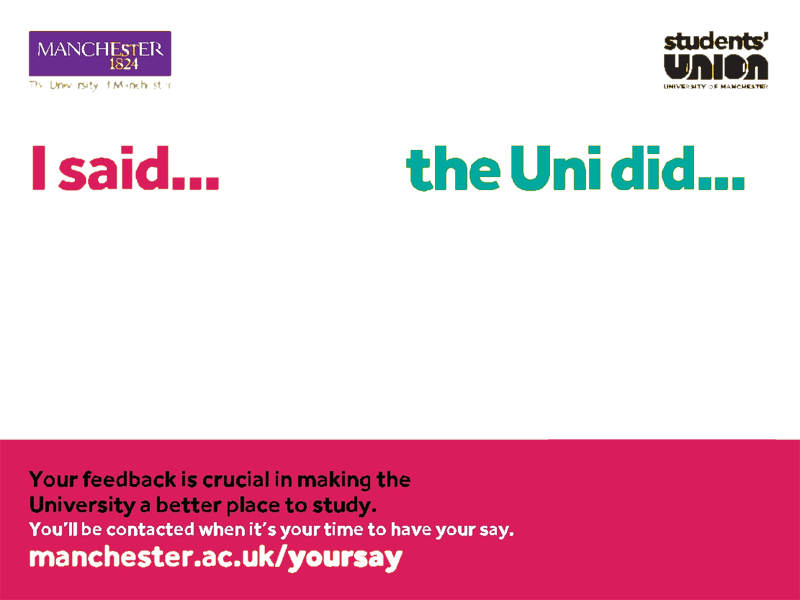 MANCHESTER
1824
The University of Manchester
students'
UNION
UNIVERSITY OF MANCHESTER
I said...
the Uni did...
Your feedback is crucial in making the
University a better place to study.
You'll be contacted when it's your time to have your say.
manchester.ac.uk/yoursay